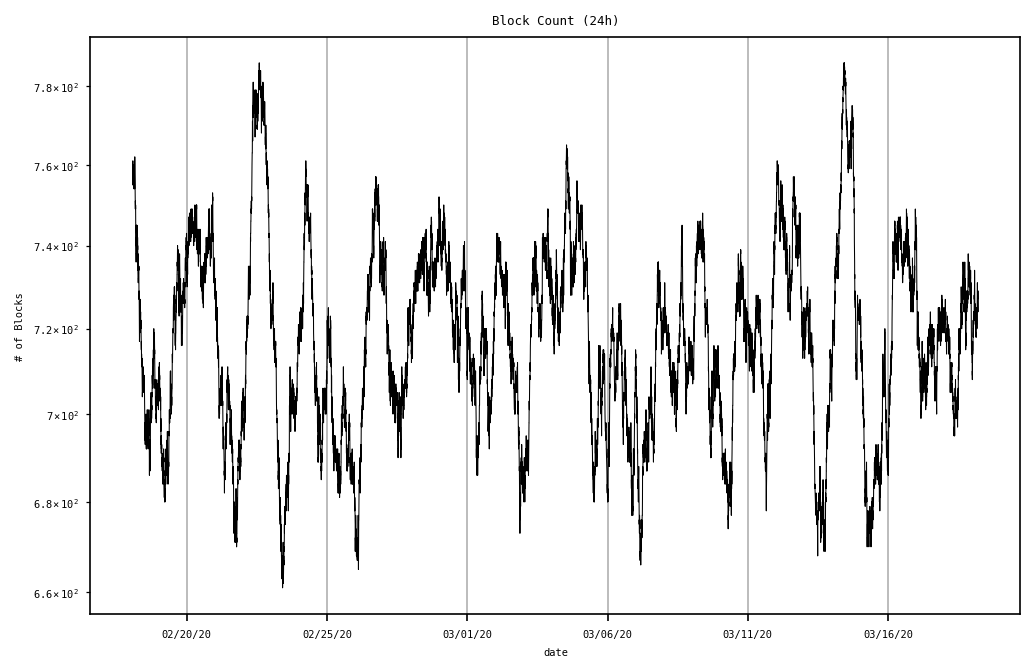 Block Count (24h)
7.8×10²
7.6×10²
7.4×10²
7.2×10²
7×10²
6.8×10²
6.6×10²
# of Blocks
02/20/20 02/25/20 03/01/20 03/06/20 03/11/20 03/16/20
date